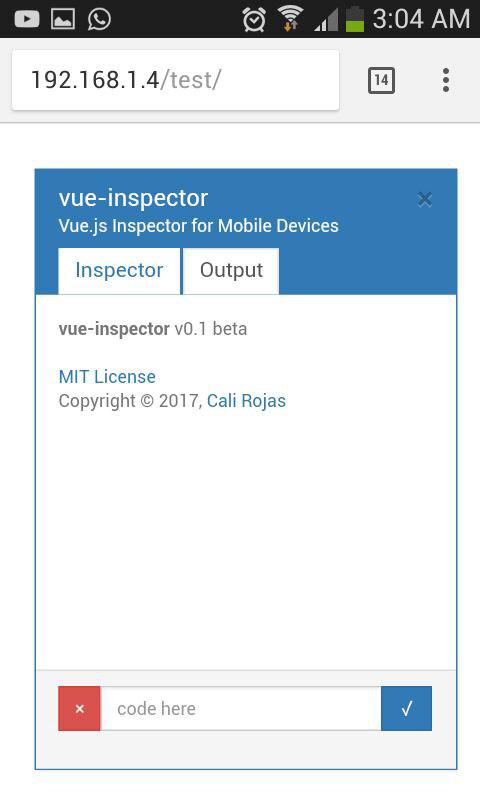 3:04 AM
192.168.1.4/test/
14
vue-inspector
×
Vue.js Inspector for Mobile Devices
Inspector
Output
vue-inspector v0.1 beta
MIT License
Copyright © 2017, Cali Rojas
×
code here
√